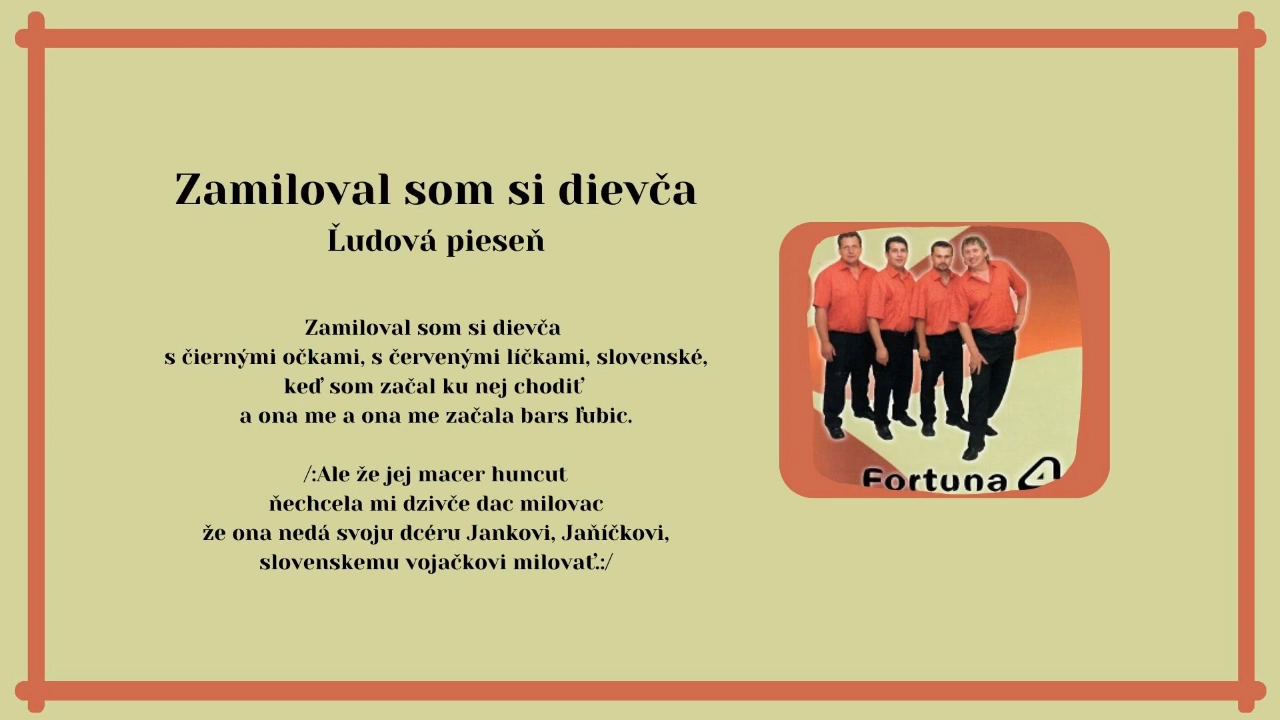 Zamiloval som si dievča
Ľudová pieseň
Zamiloval som si dievča
s čiernými očkami, s červenými líčkami, slovenské,
keď som začal ku nej chodiť
a ona me a ona me začala bars ľubic.
/:Ale že jej macer huncut
ňechcela mi dzivče dac milovac
že ona nedá svoju dcéru Jankovi, Jaňíčkovi,
slovenskemu vojačkovi milovať.:/
Fortuna 4